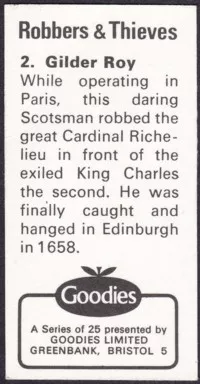 Robbers & Thieves
2. Gilder Roy
While operating in
Paris, this daring
Scotsman robbed the
great Cardinal Riche-
lieu in front of the
exiled King Charles
the second. He was
finally caught and
hanged in Edinburgh
in 1658.
Goodies
A Series of 25 presented by
GOODIES LIMITED
GREENBANK, BRISTOL 5